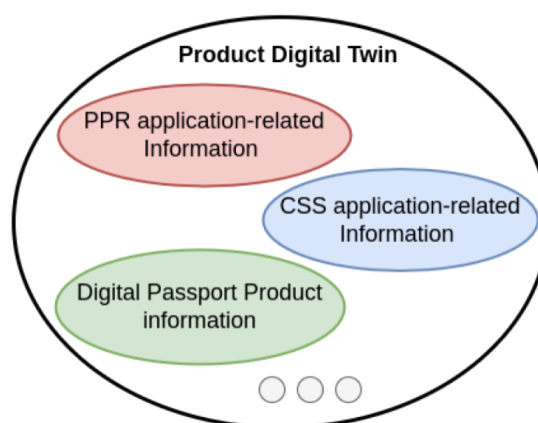 Product Digital Twin
PPR application-related
Information
CSS application-related
Information
Digital Passport Product
information